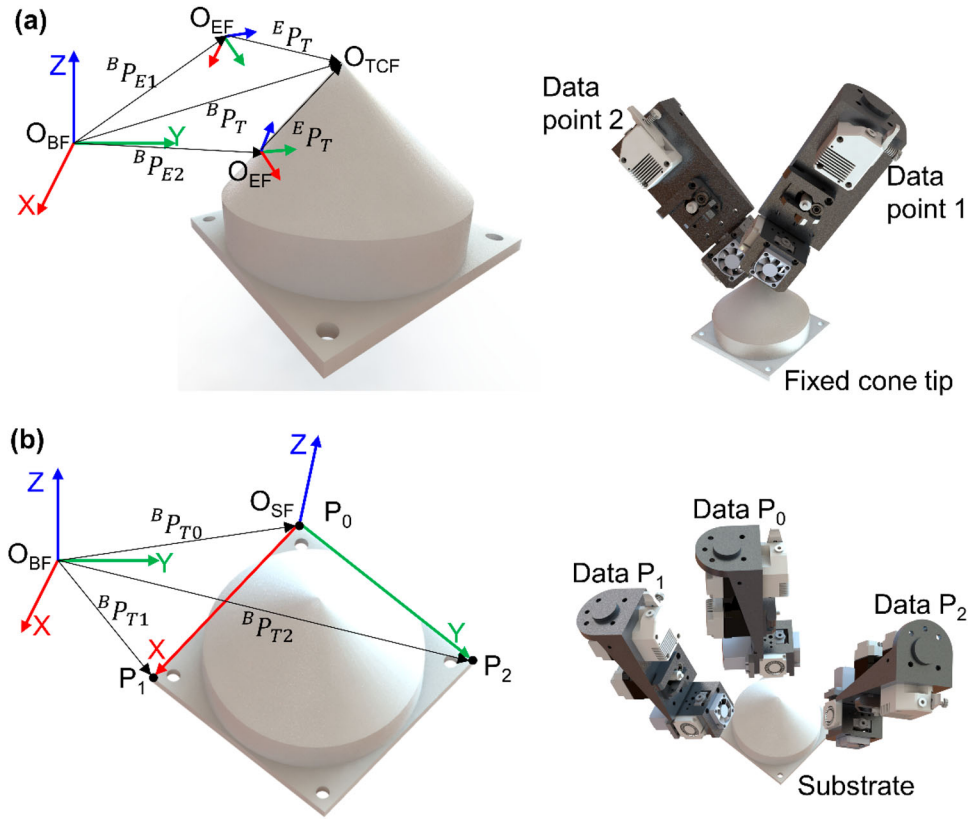 (a)
O_EF
^B P_E1
^E P_T
O_TCF
Z
^B P_T
O_BF
Y
^B P_E2
^E P_T
O_EF
X
Data
point 2
Data
point 1
Fixed cone tip
(b)
Z
Z
O_SF
P_0
^B P_T0
O_BF
Y
X
^B P_T1
^B P_T2
X
Y
P_1
P_2
Data P_0
Data P_1
Data P_2
Substrate